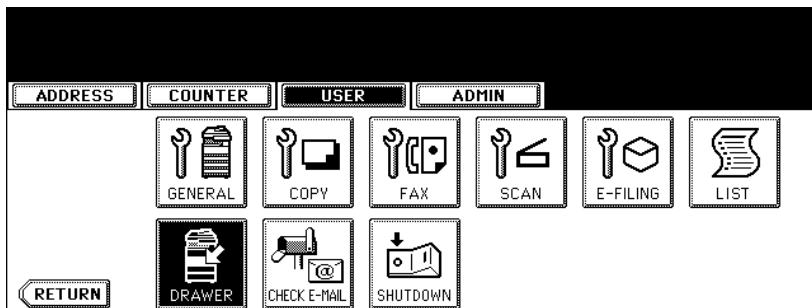 ADDRESS COUNTER USER ADMIN
GENERAL COPY FAX SCAN E-FILING LIST
DRAWER CHECK E-MAIL @ SHUTDOWN
RETURN